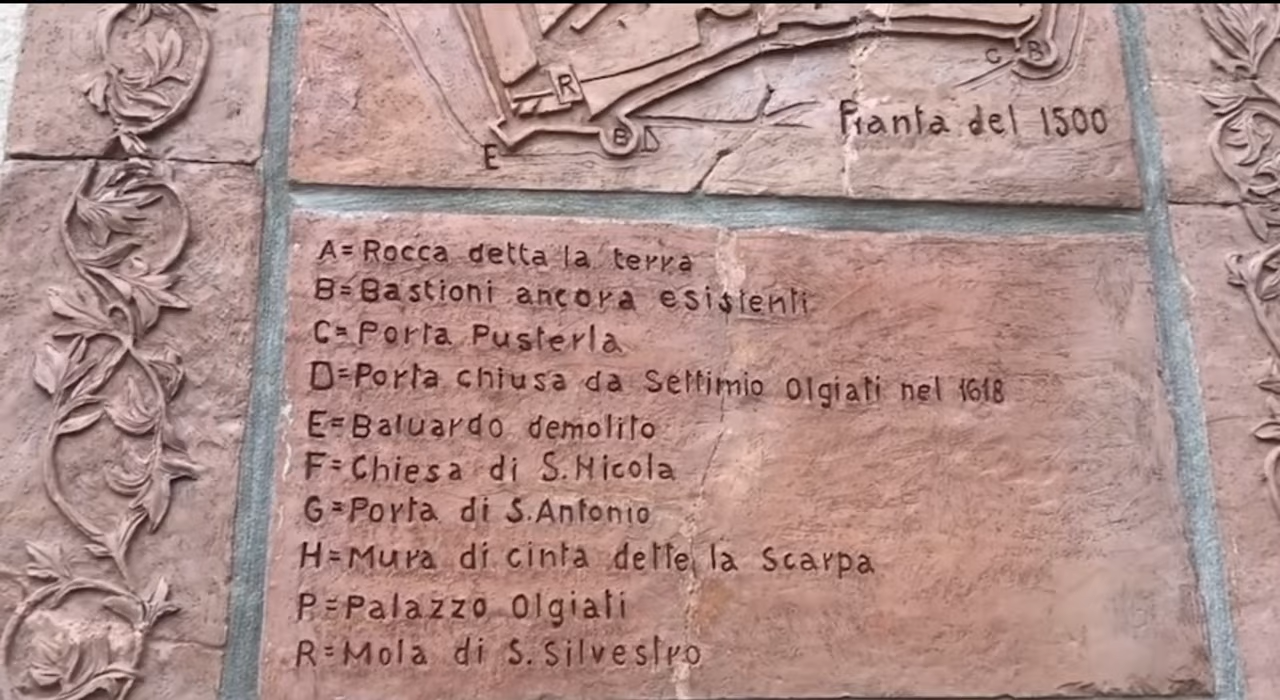 R
C B
Pianta del 1500
E B D
A=Rocca detta la terra
B=Bastioni ancora esistenti
C=Porta Pusterla
D=Porta chiusa da Settimio Olgiati nel 1618
E=Baluardo demolito
F=Chiesa di S.Nicola
G=Porta di S.Antonio
H=Mura di cinta dette la Scarpa
P=Palazzo Olgiati
R=Mola di S.Silvestro